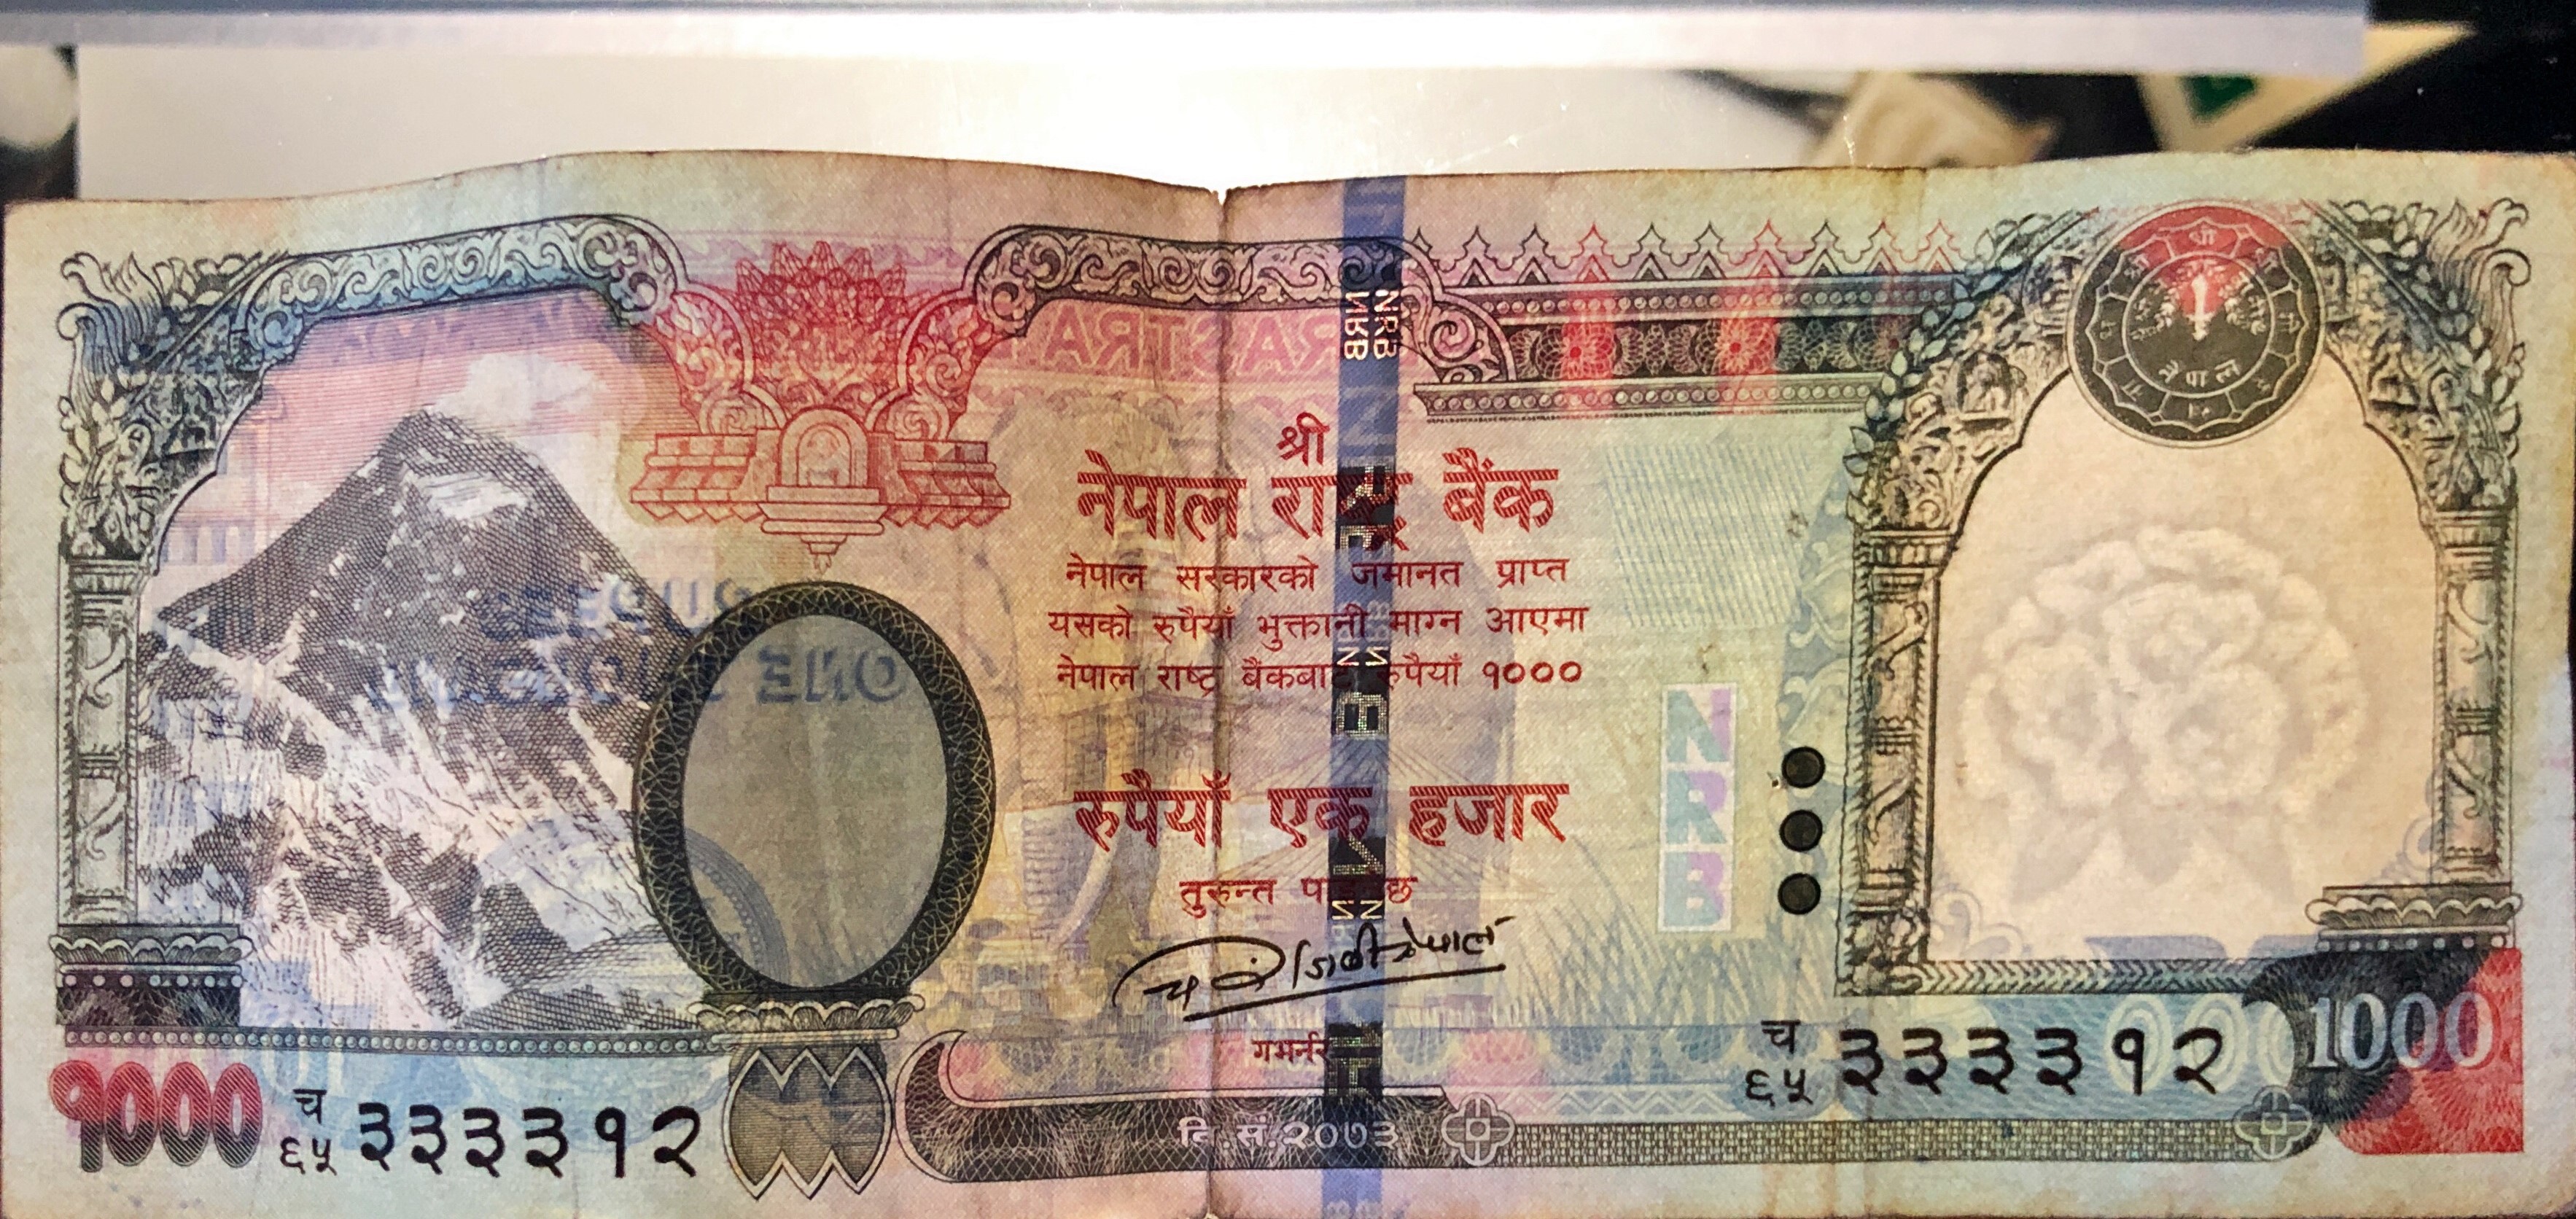 श्री
नेपाल राष्ट्र बैंक
नेपाल सरकारको जमानत प्राप्त
यसको रुपैयाँ भुक्तानी माग्न आएमा
नेपाल राष्ट्र बैंकबाट रुपैयाँ १०००
रुपैयाँ एक हजार
तुरुन्त पाइन्छ
गभर्नर
वि.सं.२०७३
NRB
NRB
NRB
श्री
नेपाल
१०००
च
६५ ३३३३१२
च
६५ ३३३३१२
1000